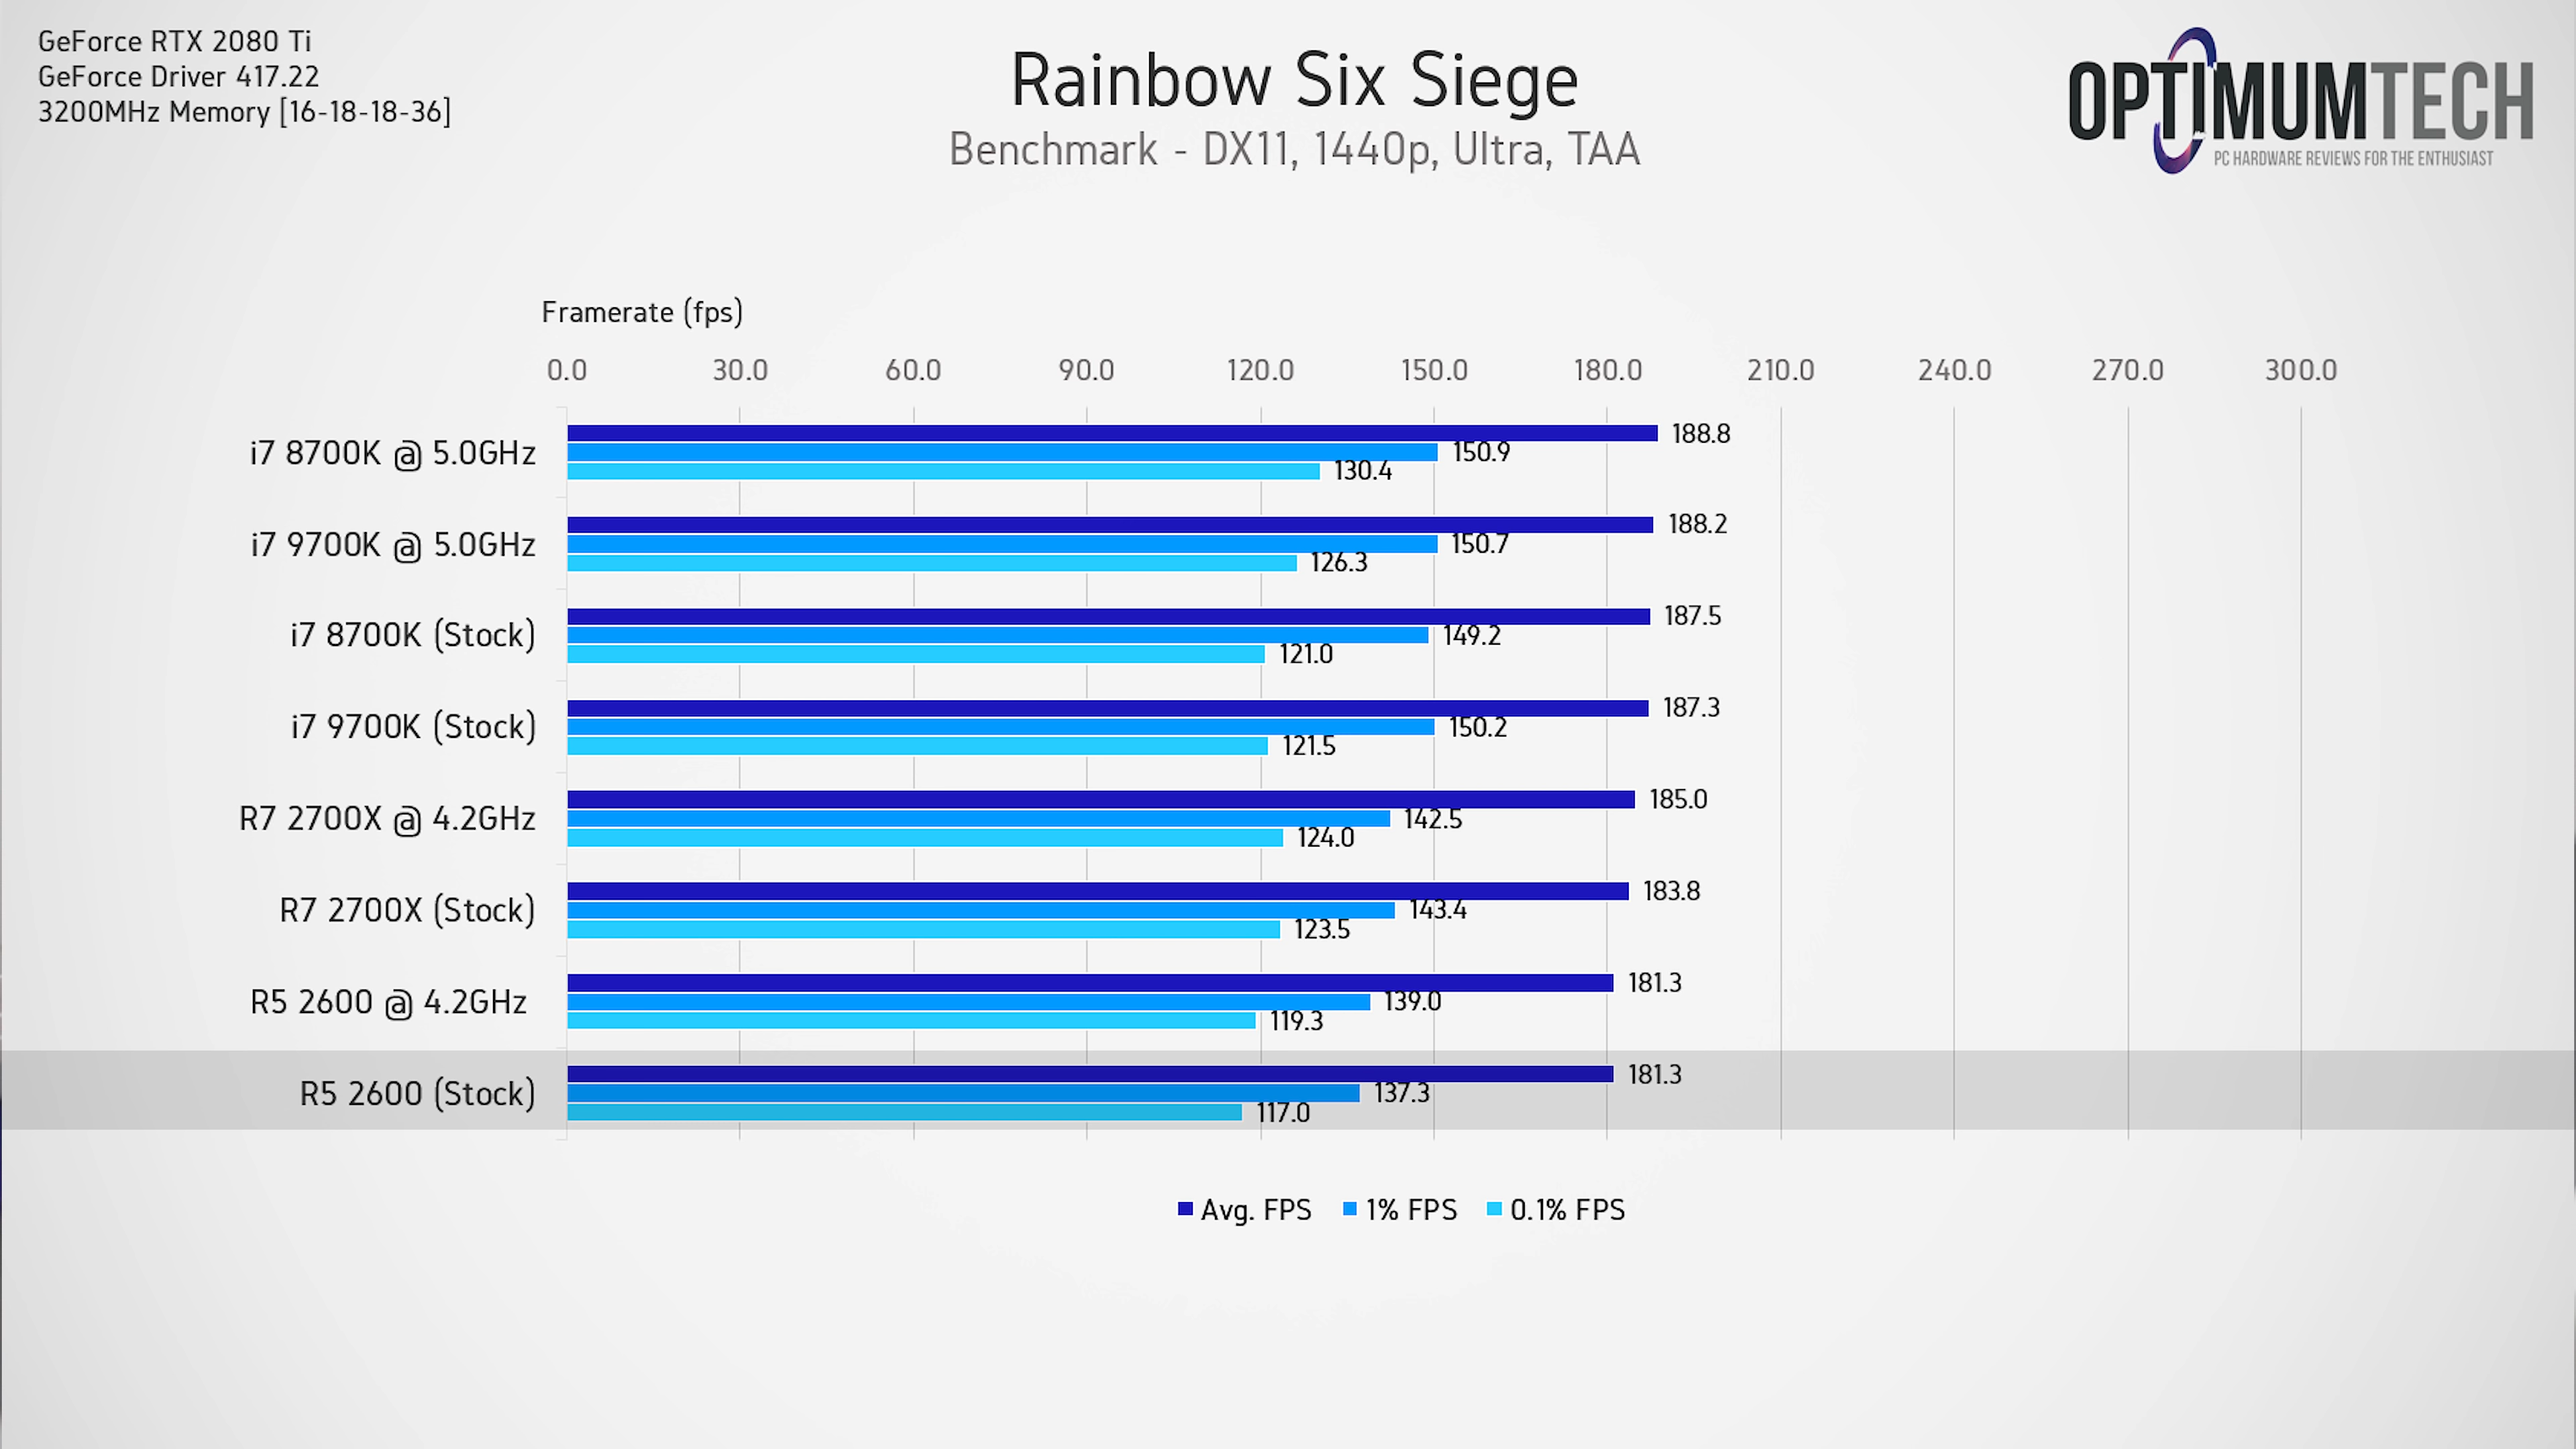 GeForce RTX 2080 Ti
GeForce Driver 417.22
3200MHz Memory [16-18-18-36]
Rainbow Six Siege
Benchmark - DX11, 1440p, Ultra, TAA
OPTIMUMTECH
PC HARDWARE REVIEWS FOR THE ENTHUSIAST
Framerate (fps)
0.0 30.0 60.0 90.0 120.0 150.0 180.0 210.0 240.0 270.0 300.0
i7 8700K @ 5.0GHz
188.8
150.9
130.4
i7 9700K @ 5.0GHz
188.2
150.7
126.3
i7 8700K (Stock)
187.5
149.2
121.0
i7 9700K (Stock)
187.3
150.2
121.5
R7 2700X @ 4.2GHz
185.0
142.5
124.0
R7 2700X (Stock)
183.8
143.4
123.5
R5 2600 @ 4.2GHz
181.3
139.0
119.3
R5 2600 (Stock)
181.3
137.3
117.0
Avg. FPS 1% FPS 0.1% FPS